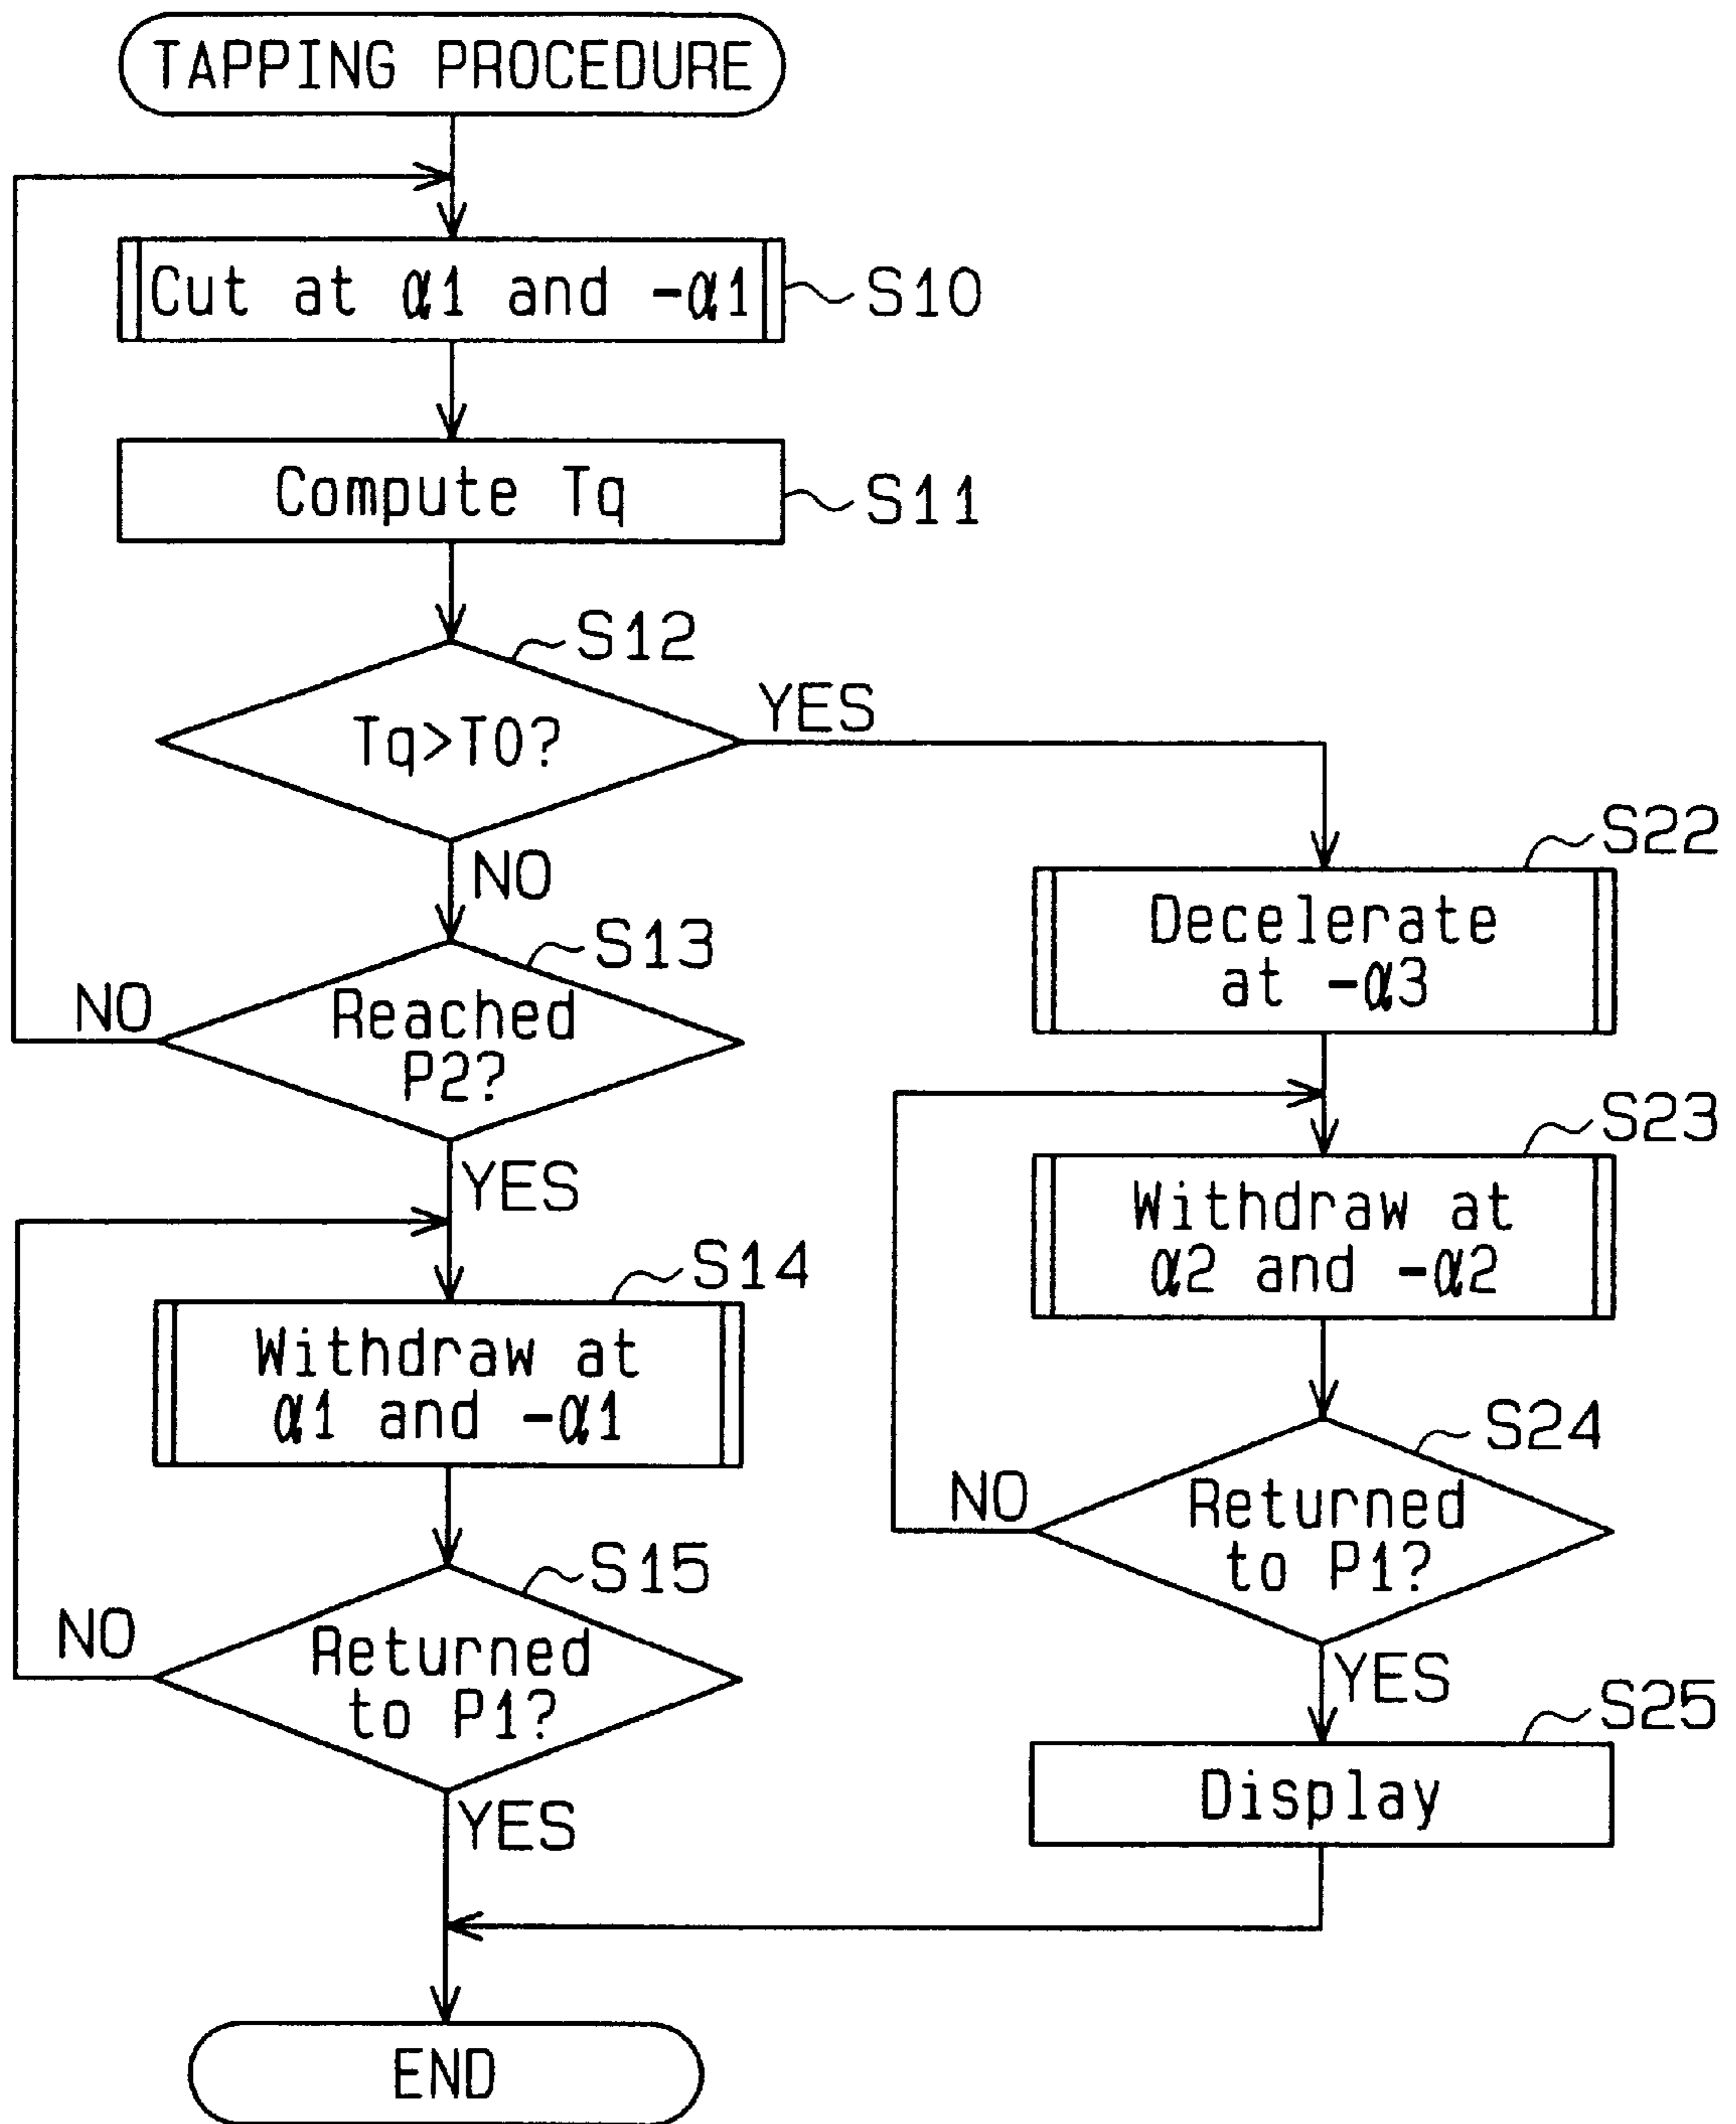 TAPPING PROCEDURE
Cut at α1 and -α1
S10
Compute Tq
S11
S12
Tq>T0?
YES
NO
S13
Reached
P2?
NO
YES
S14
Withdraw at
α1 and -α1
S15
Returned
to P1?
NO
YES
S22
Decelerate
at -α3
S23
Withdraw at
α2 and -α2
S24
Returned
to P1?
NO
YES
S25
Display
END